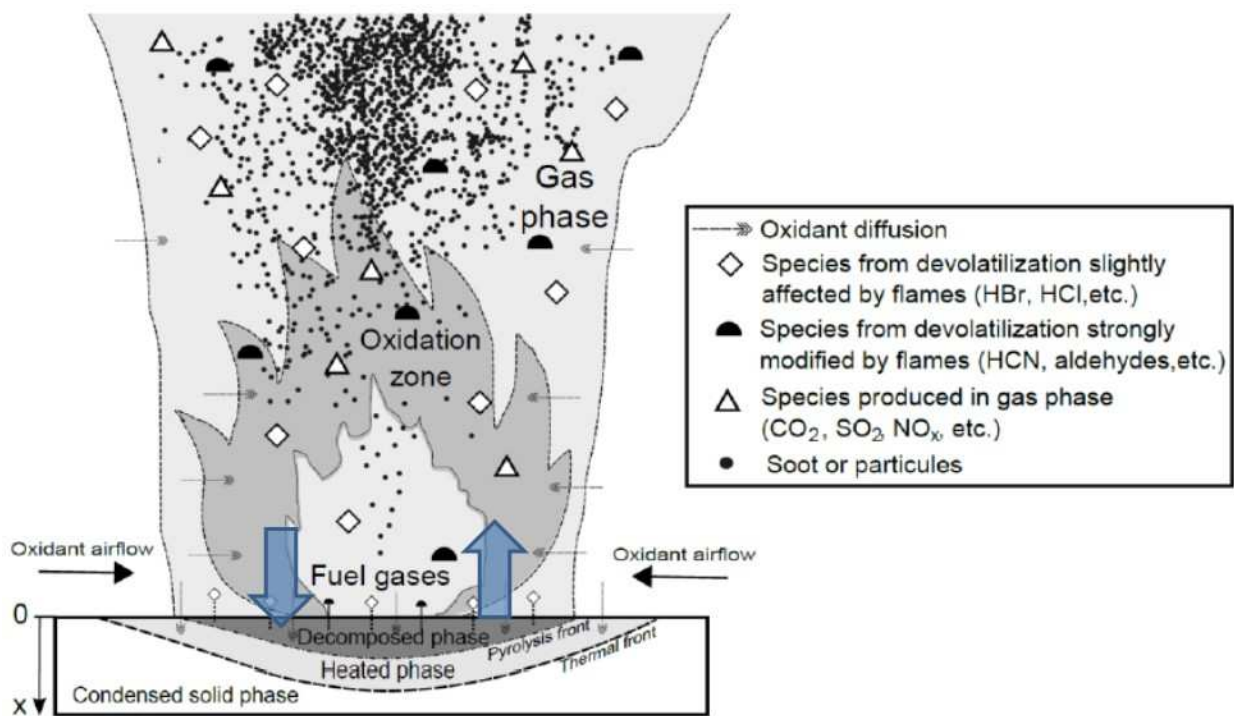 Gas
phase
Oxidation
zone
Oxidant airflow
Fuel gases
Oxidant airflow
0
Decomposed phase
Pyrolysis front
Heated phase
Thermal front
Condensed solid phase
x
Oxidant diffusion
Species from devolatilization slightly
affected by flames (HBr, HCl,etc.)
Species from devolatilization strongly
modified by flames (HCN, aldehydes,etc.)
Species produced in gas phase
(CO₂, SO₂, NOₓ, etc.)
Soot or particules